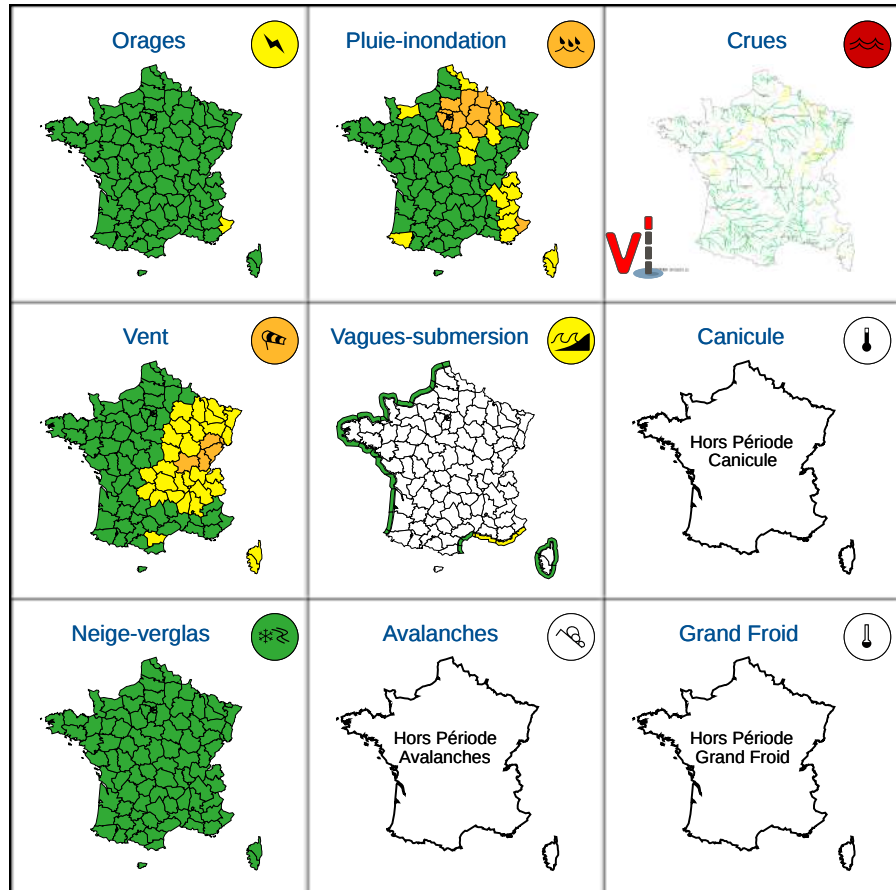 Orages
Pluie-inondation
Crues
Vi
Vent
Vagues-submersion
Canicule
Hors Période
Canicule
Neige-verglas
Avalanches
Hors Période
Avalanches
Grand Froid
Hors Période
Grand Froid